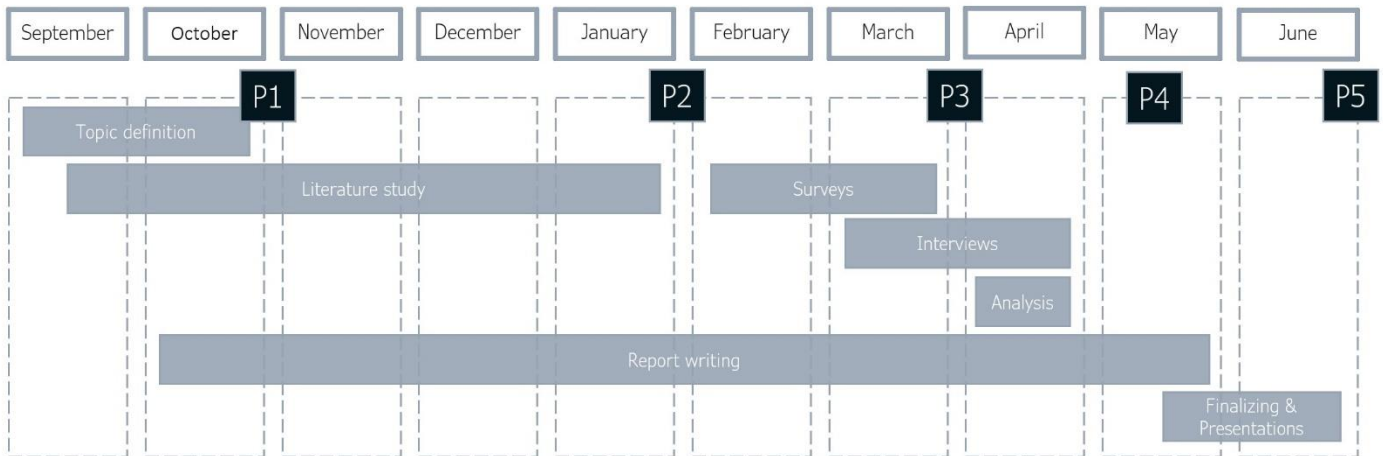 September October November December January February March April May June
P1 P2 P3 P4 P5
Topic definition
Literature study Surveys
Interviews
Analysis
Report writing
Finalizing &
Presentations